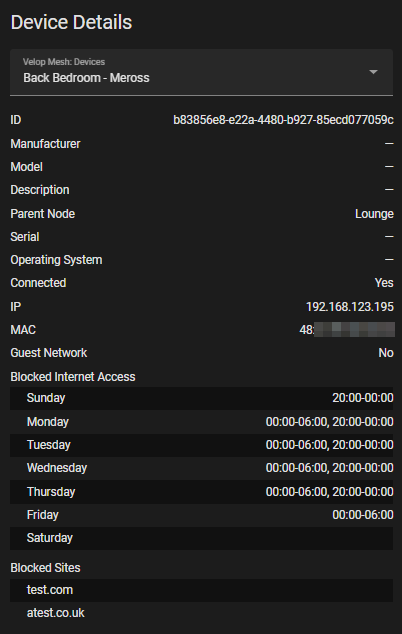 Device Details
Velop Mesh: Devices
Back Bedroom - Meross
ID b83856e8-e22a-4480-b927-85ecd077059c
Manufacturer —
Model —
Description —
Parent Node Lounge
Serial —
Operating System —
Connected Yes
IP 192.168.123.195
MAC 48:
Guest Network No
Blocked Internet Access
Sunday 20:00-00:00
Monday 00:00-06:00, 20:00-00:00
Tuesday 00:00-06:00, 20:00-00:00
Wednesday 00:00-06:00, 20:00-00:00
Thursday 00:00-06:00, 20:00-00:00
Friday 00:00-06:00
Saturday
Blocked Sites
test.com
atest.co.uk